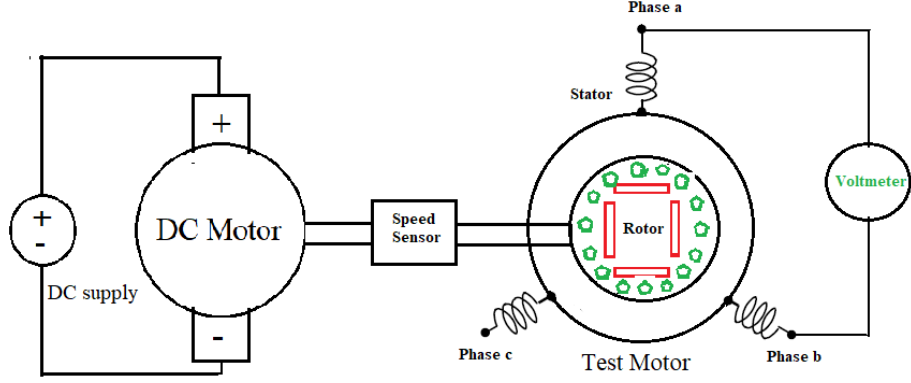 Phase a
Stator
+
DC Motor
-
+
-
DC supply
Speed
Sensor
Rotor
Voltmeter
Phase c
Phase b
Test Motor